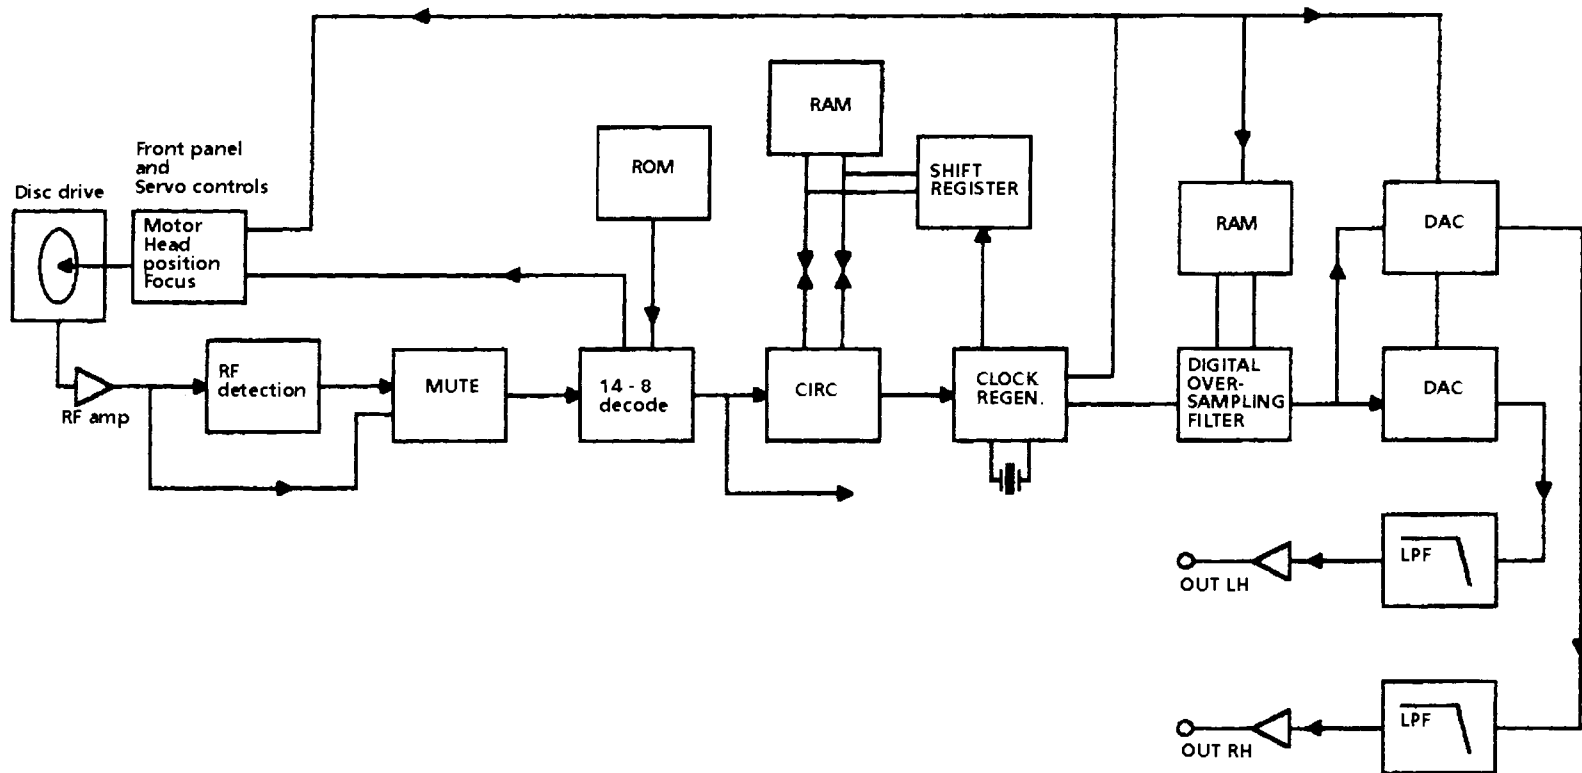 RAM
Front panel
and
Servo controls
ROM
SHIFT
REGISTER
Disc drive
Motor
Head
position
Focus
RAM
DAC
RF
detection
MUTE
14 - 8
decode
CIRC
CLOCK
REGEN.
DIGITAL
OVER-
SAMPLING
FILTER
DAC
RF amp
LPF
OUT LH
LPF
OUT RH